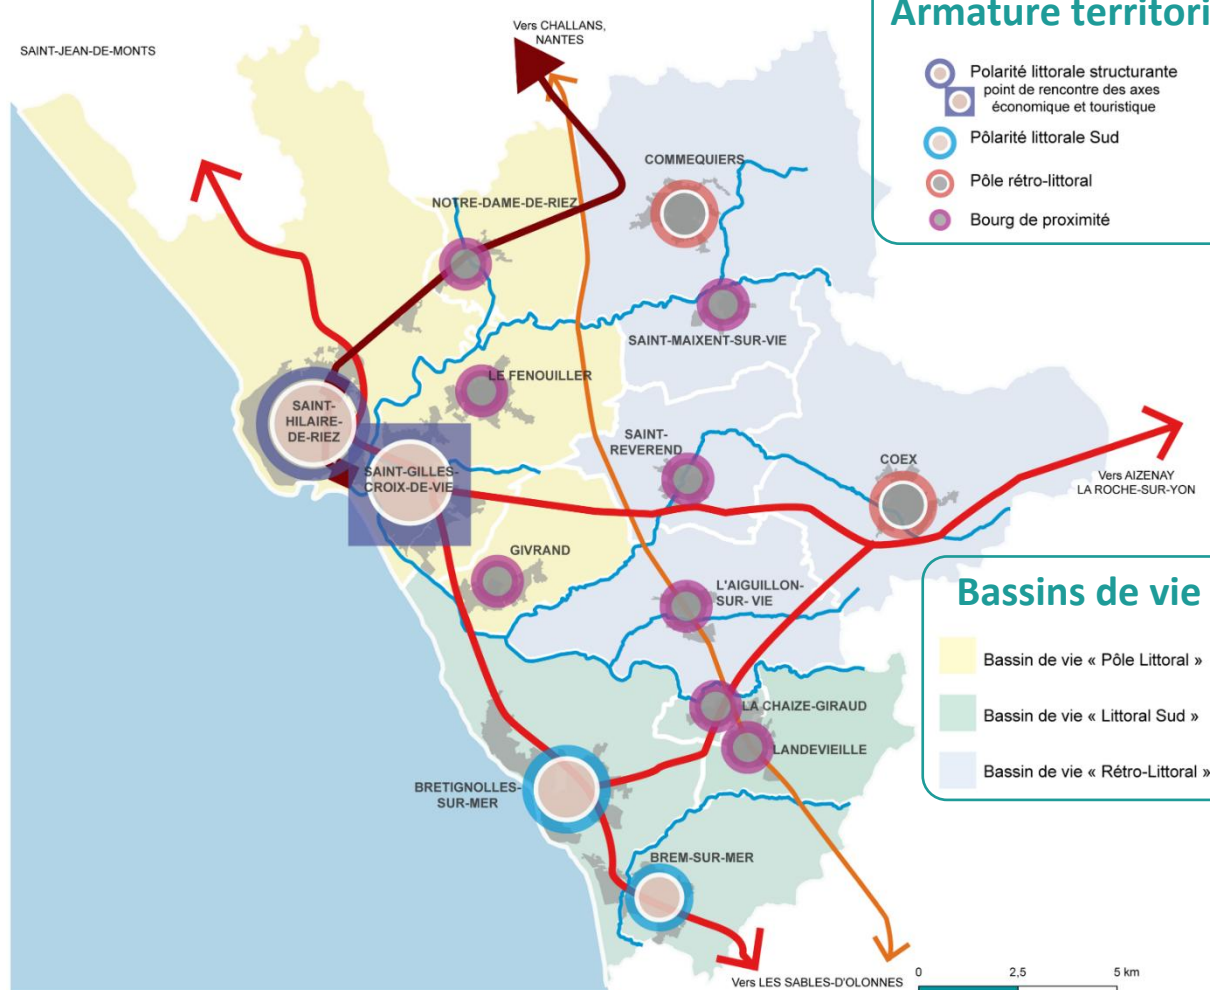 Armature territori
SAINT-JEAN-DE-MONTS
Vers CHALLANS,
NANTES
Polarité littorale structurante
point de rencontre des axes
économique et touristique
Pôlarité littorale Sud
Pôle rétro-littoral
Bourg de proximité
COMMEQUIERS
NOTRE-DAME-DE-RIEZ
SAINT-MAIXENT-SUR-VIE
LE FENOUILLER
SAINT-
HILAIRE-
DE-RIEZ
SAINT-
REVEREND
COEX
SAINT-GILLES-
CROIX-DE-VIE
Vers AIZENAY
LA ROCHE-SUR-YON
GIVRAND
L'AIGUILLON-
SUR- VIE
Bassins de vie
Bassin de vie « Pôle Littoral »
Bassin de vie « Littoral Sud »
Bassin de vie « Rétro-Littoral »
LA CHAIZE-GIRAUD
LANDEVIEILLE
BRETIGNOLLES-
SUR-MER
BREM-SUR-MER
Vers LES SABLES-D'OLONNES
0 2,5 5 km